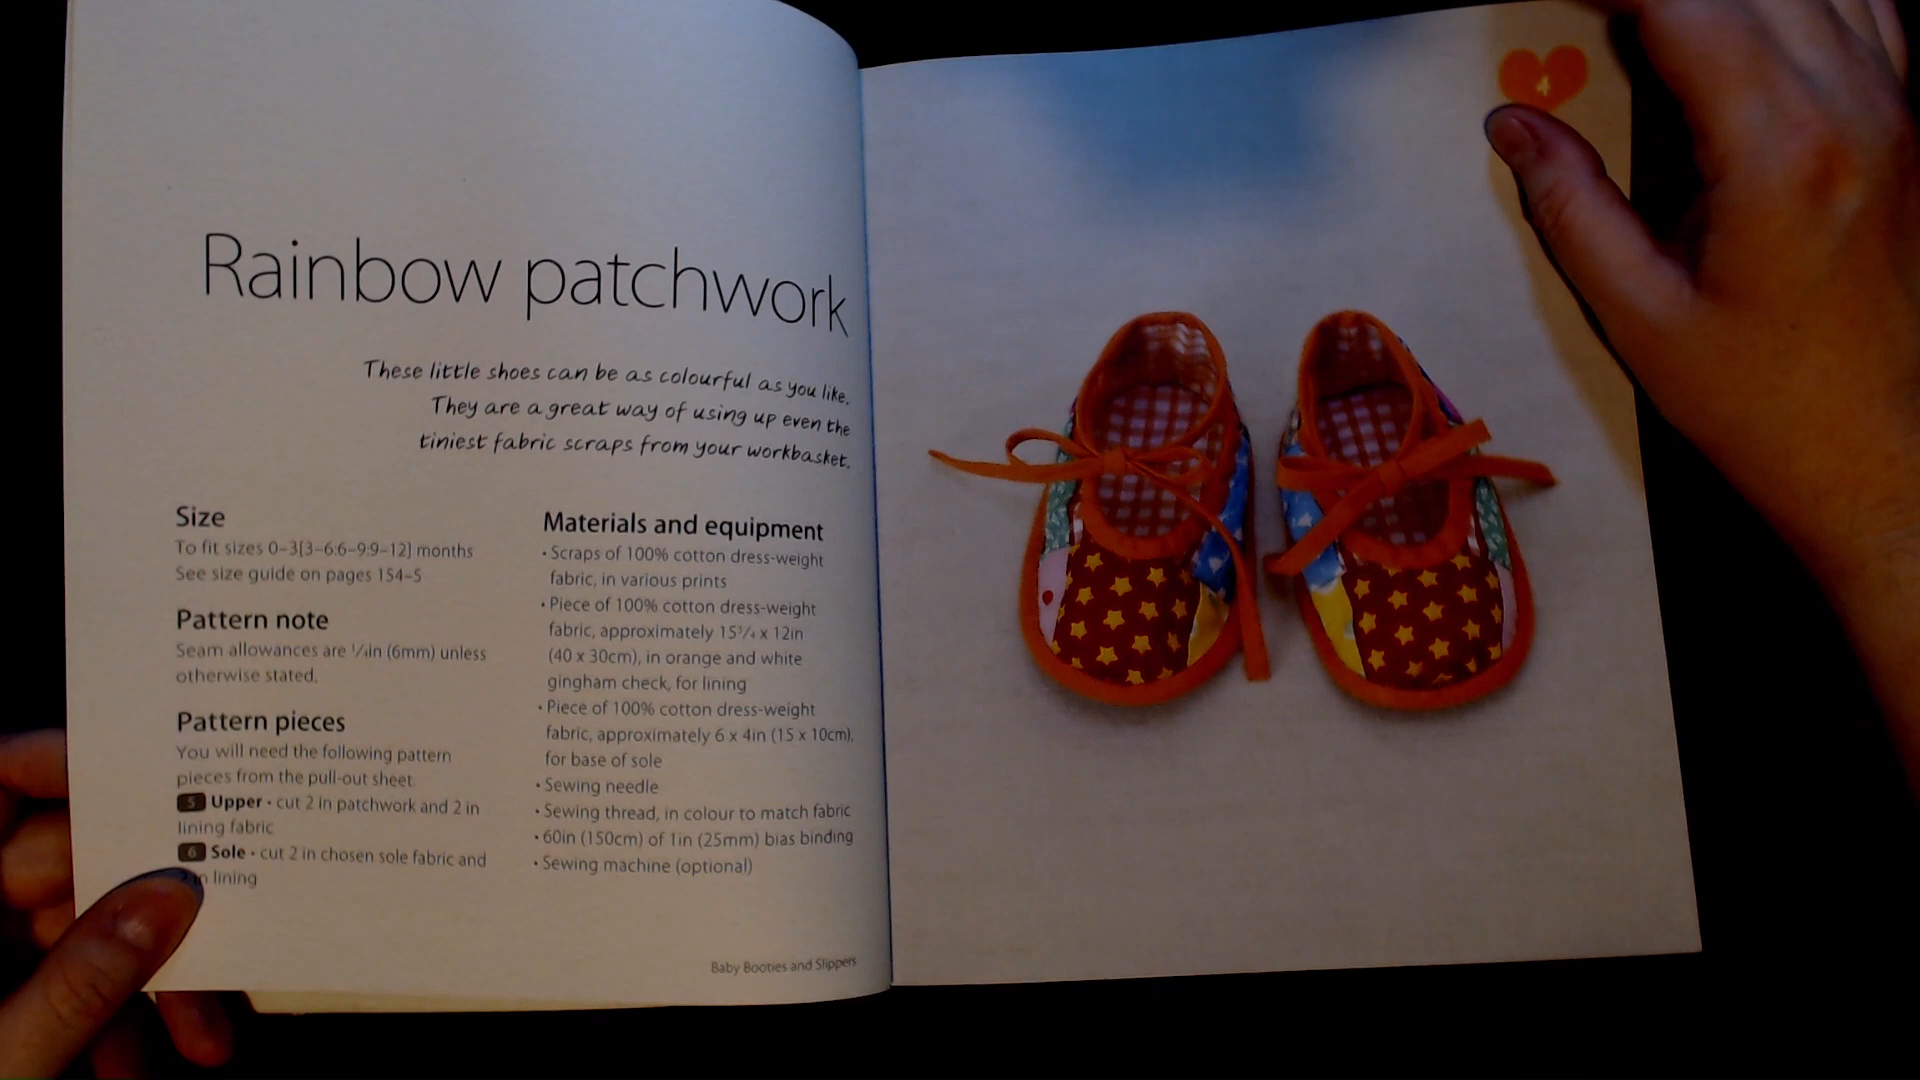 Rainbow patchwork
These little shoes can be as colourful as you like.
They are a great way of using up even the
tiniest fabric scraps from your workbasket.
Size
To fit sizes 0–3[3–6:6–9:9–12] months
See size guide on pages 154–5
Pattern note
Seam allowances are ¼in (6mm) unless
otherwise stated.
Pattern pieces
You will need the following pattern
pieces from the pull-out sheet.
5 Upper • cut 2 in patchwork and 2 in
lining fabric
6 Sole • cut 2 in chosen sole fabric and
in lining
Materials and equipment
• Scraps of 100% cotton dress-weight
fabric, in various prints
• Piece of 100% cotton dress-weight
fabric, approximately 15¾ x 12in
(40 x 30cm), in orange and white
gingham check, for lining
• Piece of 100% cotton dress-weight
fabric, approximately 6 x 4in (15 x 10cm),
for base of sole
• Sewing needle
• Sewing thread, in colour to match fabric
• 60in (150cm) of 1in (25mm) bias binding
• Sewing machine (optional)
Baby Booties and Slippers
4